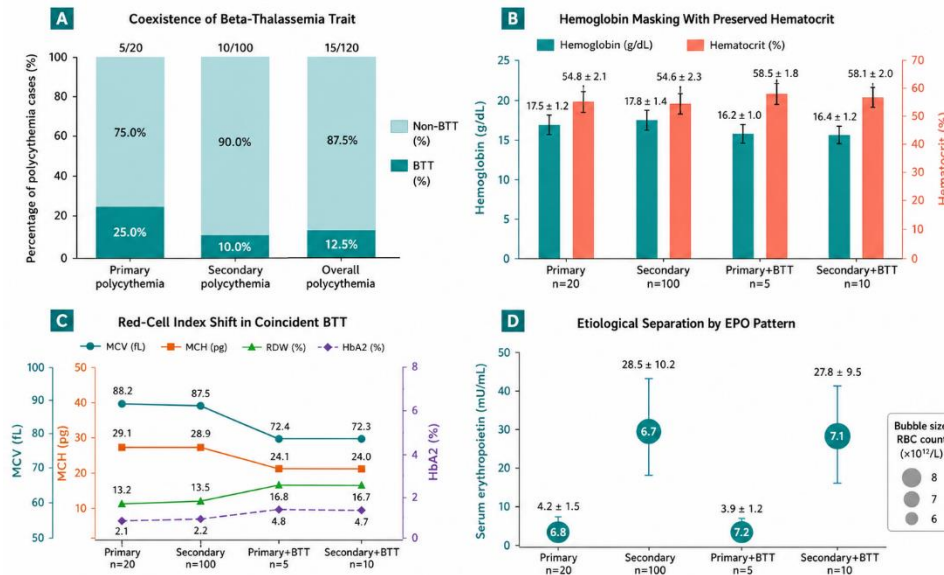 A Coexistence of Beta-Thalassemia Trait
5/20 10/100 15/120
Percentage of polycythemia cases (%)
100
80
60
40
20
0
75.0% 90.0% 87.5%
25.0% 10.0% 12.5%
Non-BTT (%)
BTT (%)
Primary polycythemia
Secondary polycythemia
Overall polycythemia
B Hemoglobin Masking With Preserved Hematocrit
Hemoglobin (g/dL) Hematocrit (%)
Hemoglobin (g/dL)
25
20
15
10
5
0
17.5 ± 1.2 54.8 ± 2.1 17.8 ± 1.4 54.6 ± 2.3 16.2 ± 1.0 58.5 ± 1.8 16.4 ± 1.2 58.1 ± 2.0
70
60
50
40
30
20
10
0
Hematocrit (%)
Primary Secondary Primary+BTT Secondary+BTT
n=20 n=100 n=5 n=10
C Red-Cell Index Shift in Coincident BTT
MCV (fL) MCH (pg) RDW (%) HbA2 (%)
MCV (fL)
100
90
80
70
60
50
MCH (pg)
50
40
30
20
10
88.2 87.5 72.4 72.3
29.1 28.9 24.1 24.0
13.2 13.5 16.8 16.7
2.1 2.2 4.8 4.7
8
6
4
2
0
HbA2 (%)
Primary Secondary Primary+BTT Secondary+BTT
n=20 n=100 n=5 n=10
D Etiological Separation by EPO Pattern
Serum erythropoietin (mU/mL)
50
40
30
20
10
0
4.2 ± 1.5 28.5 ± 10.2 3.9 ± 1.2 27.8 ± 9.5
6.8 6.7 7.2 7.1
Primary Secondary Primary+BTT Secondary+BTT
n=20 n=100 n=5 n=10
Bubble size
RBC count
(×10¹²/L)
8
7
6